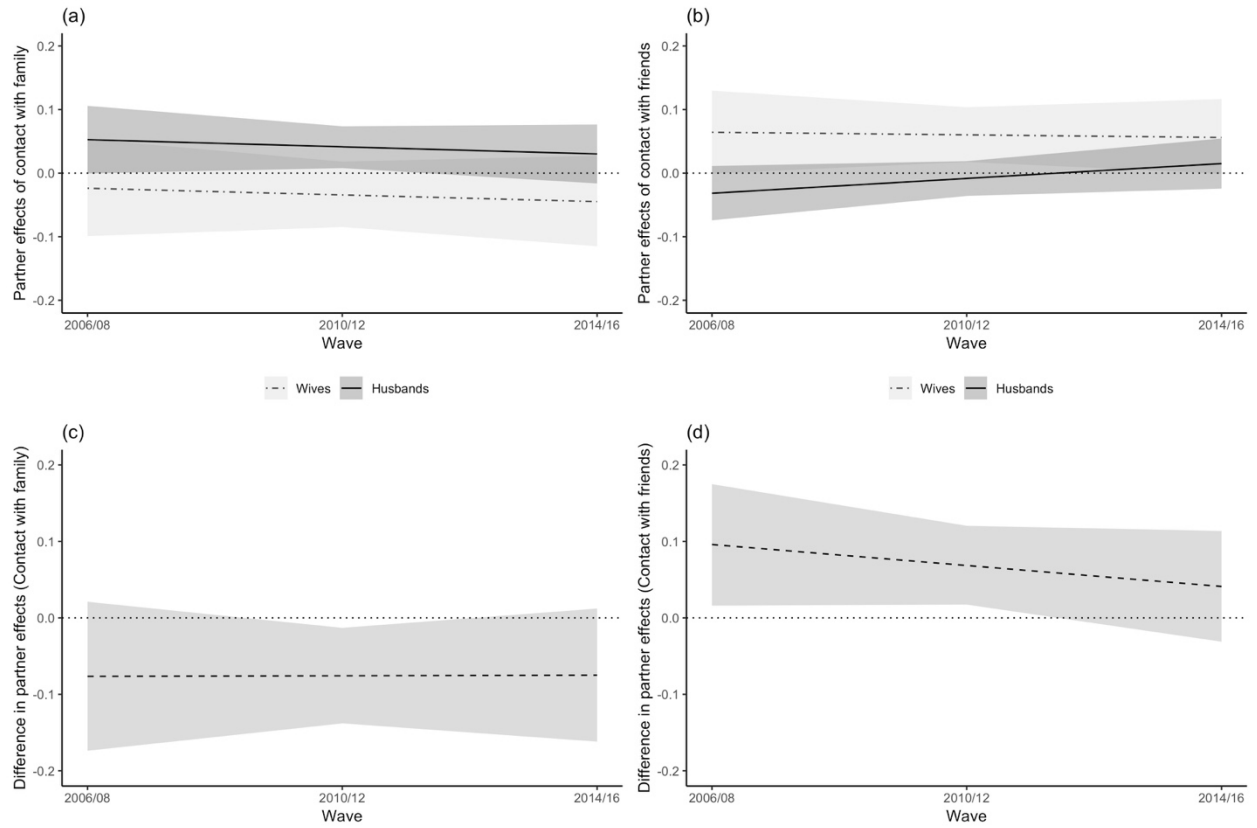 (a)
Partner effects of contact with family
0.2
0.1
0.0
-0.1
-0.2
2006/08
2010/12
2014/16
Wave
Wives
Husbands
(b)
Partner effects of contact with friends
0.2
0.1
0.0
-0.1
-0.2
2006/08
2010/12
2014/16
Wave
Wives
Husbands
(c)
Difference in partner effects (Contact with family)
0.2
0.1
0.0
-0.1
-0.2
2006/08
2010/12
2014/16
Wave
(d)
Difference in partner effects (Contact with friends)
0.2
0.1
0.0
-0.1
-0.2
2006/08
2010/12
2014/16
Wave